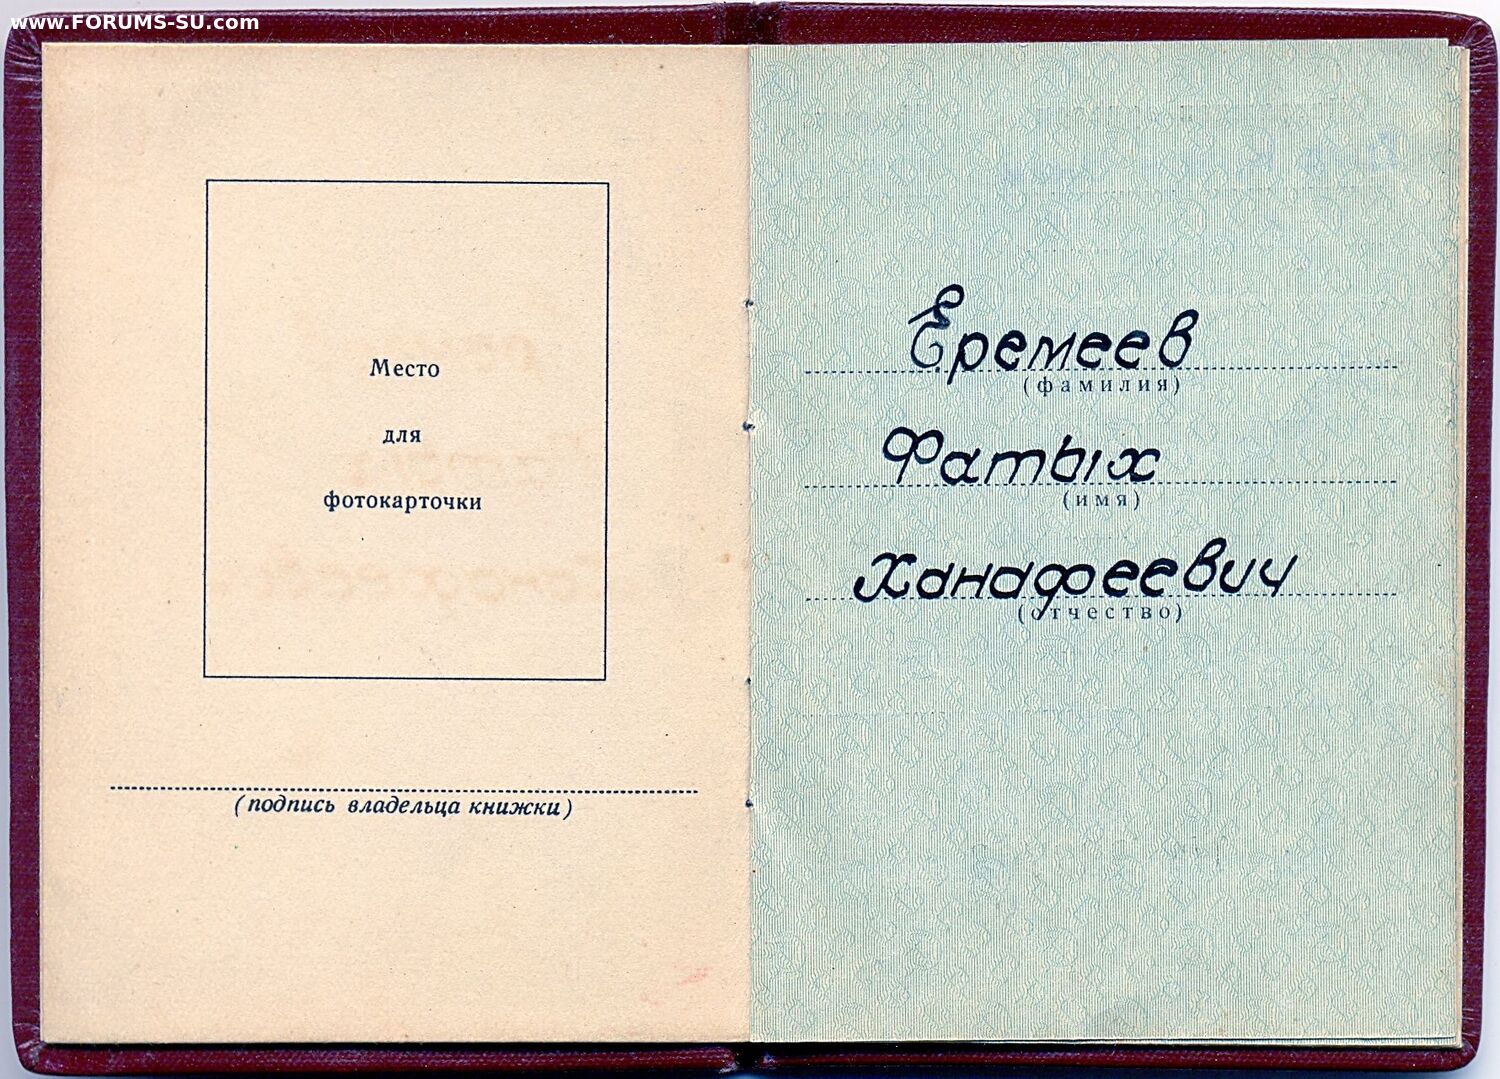 www.FORUMS-SU.com
Место
для
фотокарточки
(подпись владельца книжки)
Еремеев
(фамилия)
Фатых
(имя)
Ханафеевич
(отчество)